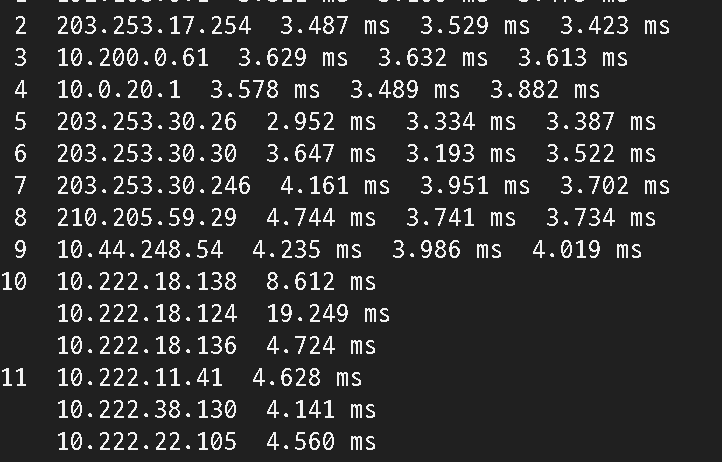 2  203.253.17.254  3.487 ms  3.529 ms  3.423 ms
3  10.200.0.61  3.629 ms  3.632 ms  3.613 ms
4  10.0.20.1  3.578 ms  3.489 ms  3.882 ms
5  203.253.30.26  2.952 ms  3.334 ms  3.387 ms
6  203.253.30.30  3.647 ms  3.193 ms  3.522 ms
7  203.253.30.246  4.161 ms  3.951 ms  3.702 ms
8  210.205.59.29  4.744 ms  3.741 ms  3.734 ms
9  10.44.248.54  4.235 ms  3.986 ms  4.019 ms
10  10.222.18.138  8.612 ms
10.222.18.124  19.249 ms
10.222.18.136  4.724 ms
11  10.222.11.41  4.628 ms
10.222.38.130  4.141 ms
10.222.22.105  4.560 ms